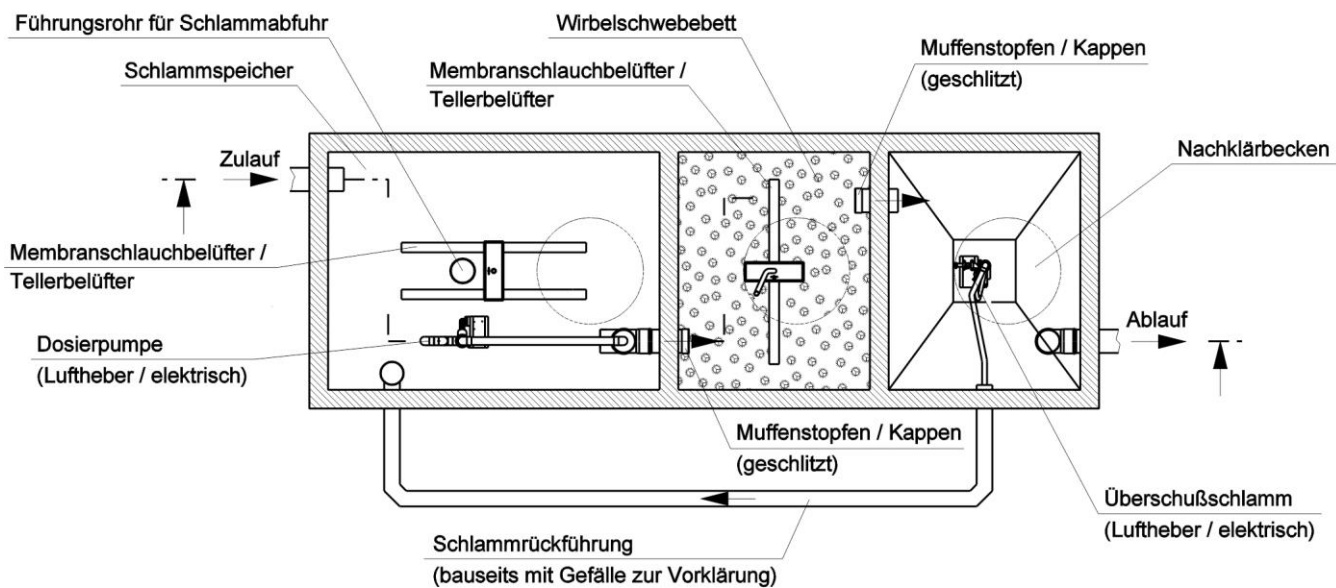 Führungsrohr für Schlammabfuhr
Schlammspeicher
Zulauf
Membranschlauchbelüfter /
Tellerbelüfter
Dosierpumpe
(Luftheber / elektrisch)
Wirbelschwebebett
Membranschlauchbelüfter /
Tellerbelüfter
Muffenstopfen / Kappen
(geschlitzt)
Nachklärbecken
Ablauf
Muffenstopfen / Kappen
(geschlitzt)
Überschußschlamm
(Luftheber / elektrisch)
Schlammrückführung
(bauseits mit Gefälle zur Vorklärung)